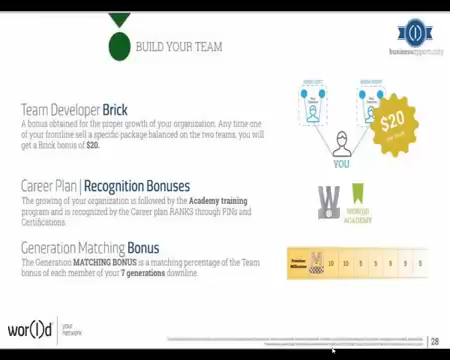 BUILD YOUR TEAM
wor(l)d
businessopportunity
Team Developer Brick
A bonus obtained for the proper growth of your organization. Any time one
of your frontline sell a specific package balanced on the two teams, you will
get a Brick bonus of $20.
$20
YOU
Career Plan | Recognition Bonuses
The growing of your organization is followed by the Academy training
program and is recognized by the Career plan RANKS through PINs and
Certifications.
WOR(l)D
ACADEMY
Generation Matching Bonus
The Generation MATCHING BONUS is a matching percentage of the Team
bonus of each member of your 7 generations downline.
10 10 5 5 5 5 5
wor(l)d
your
network
28